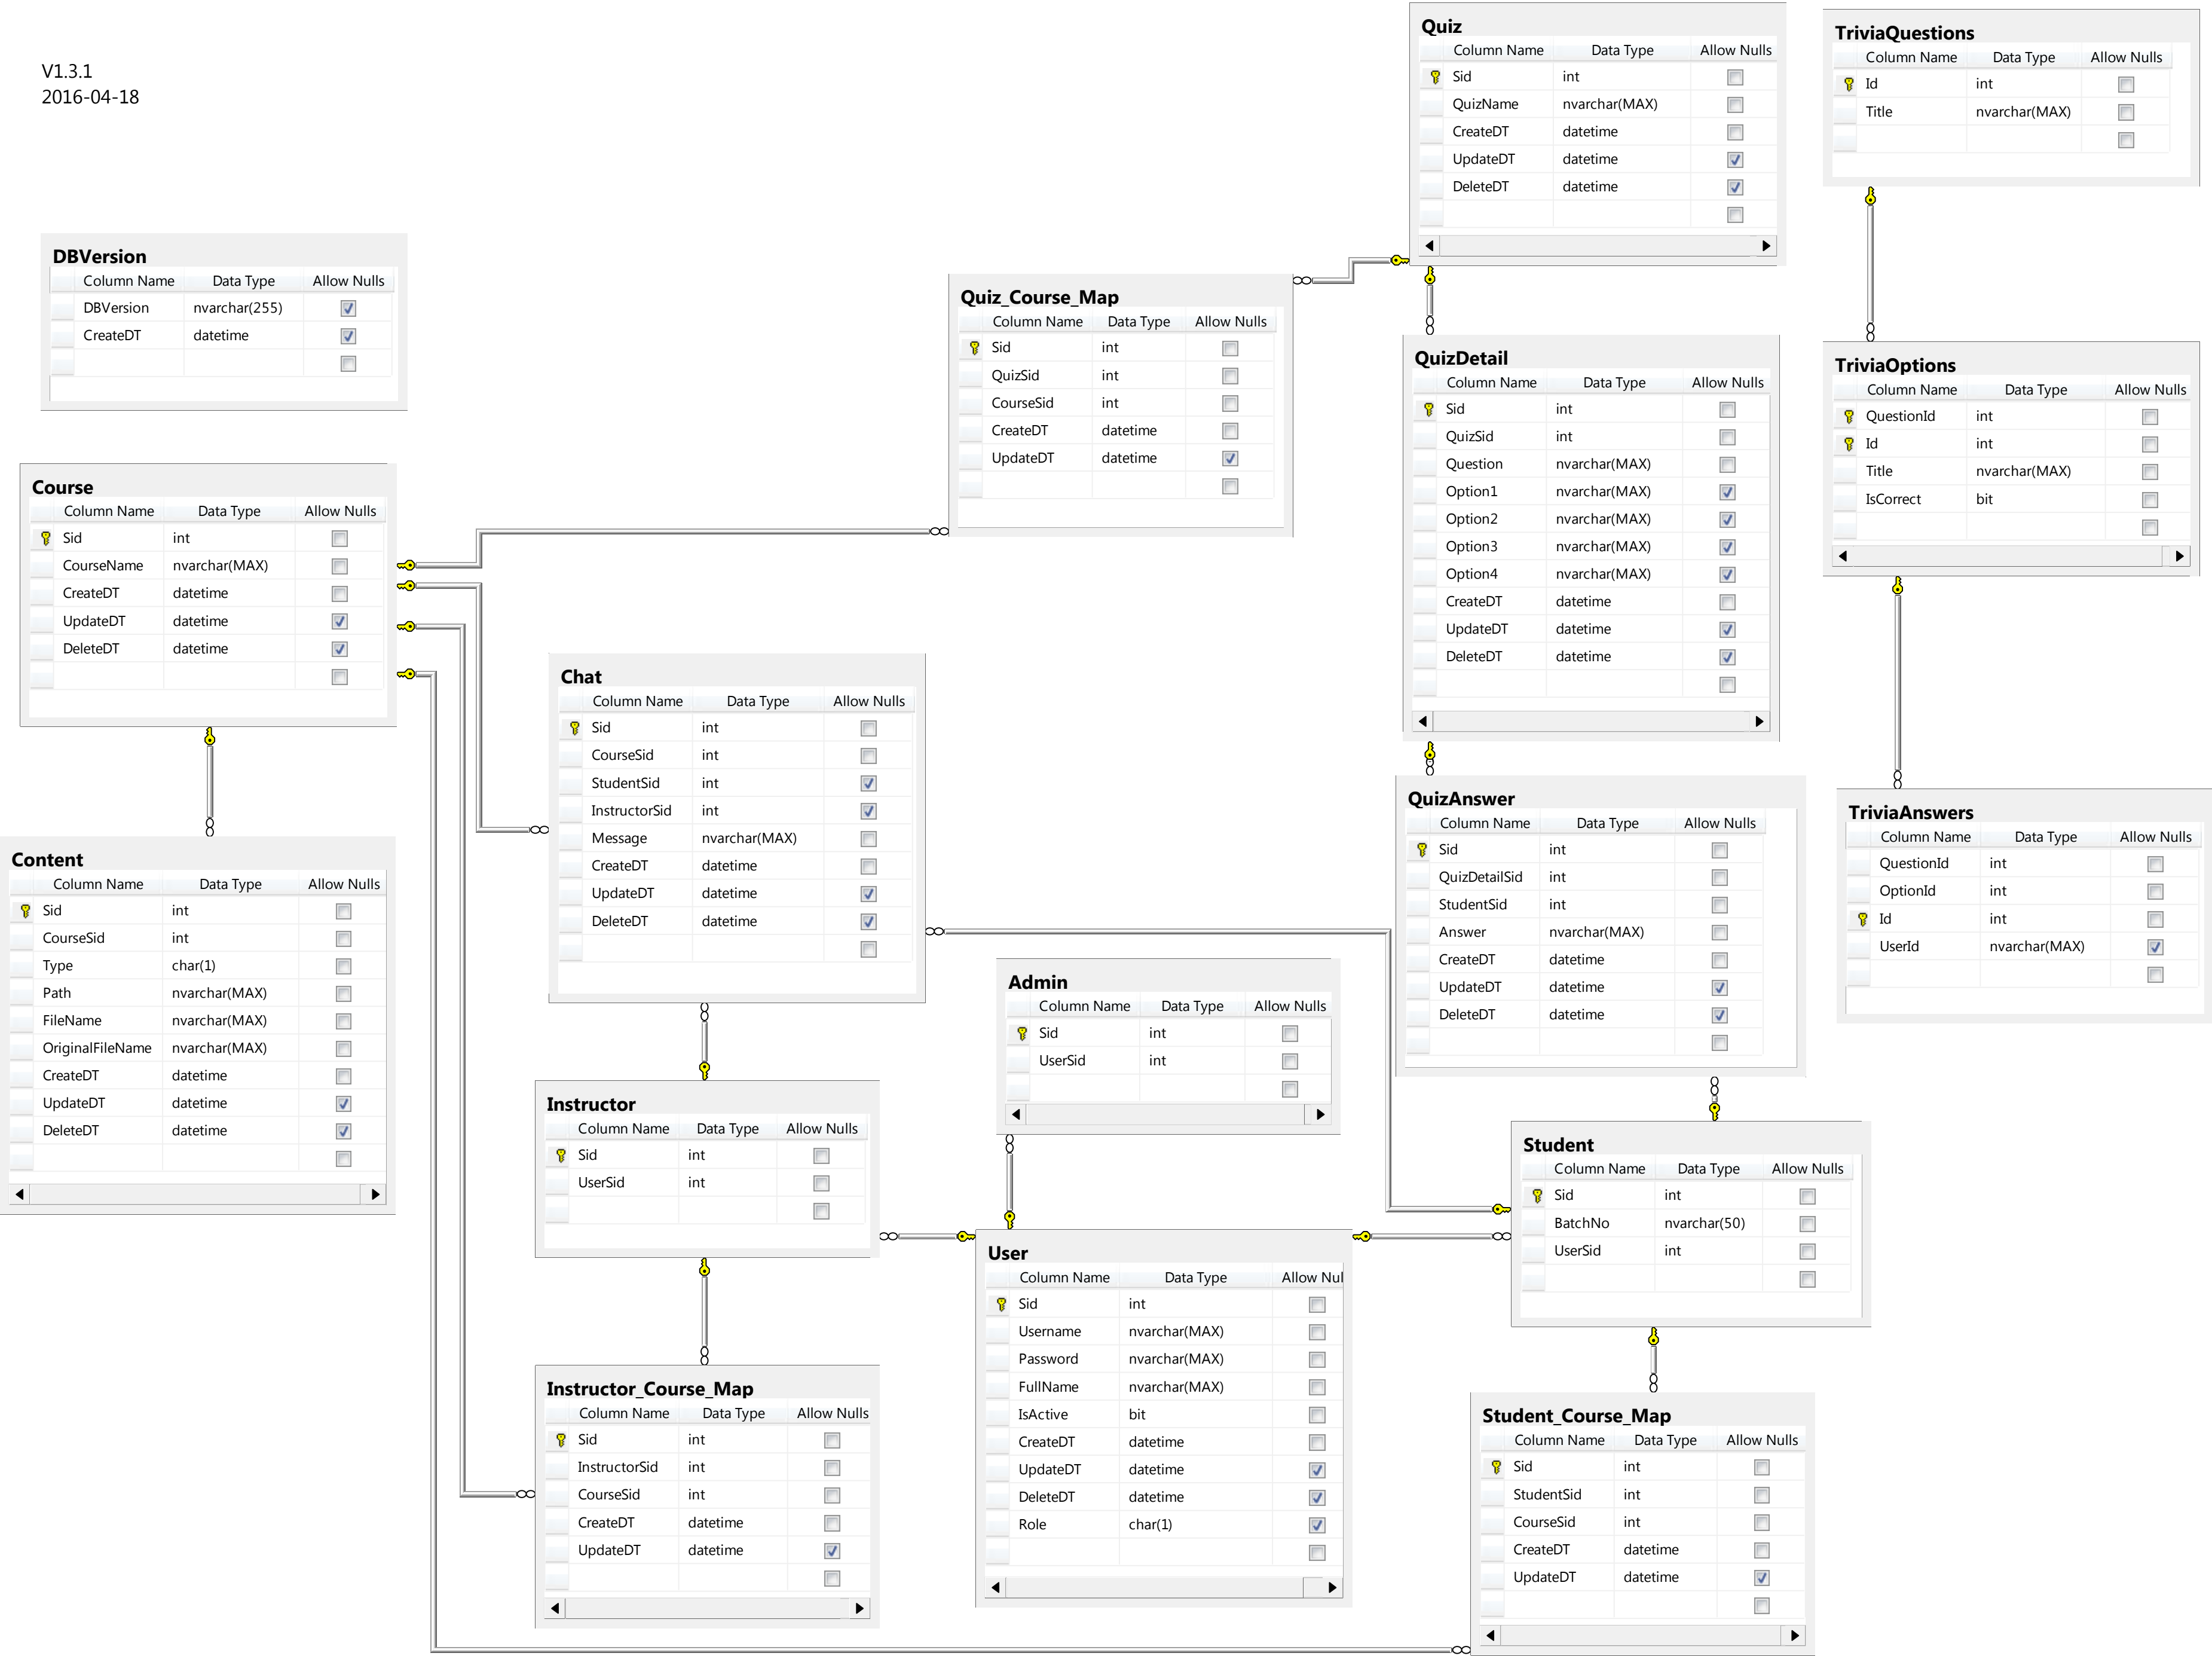 V1.3.1
2016-04-18
DBVersion
Column Name Data Type Allow Nulls
DBVersion nvarchar(255)
CreateDT datetime
Course
Column Name Data Type Allow Nulls
Sid int
CourseName nvarchar(MAX)
CreateDT datetime
UpdateDT datetime
DeleteDT datetime
Content
Column Name Data Type Allow Nulls
Sid int
CourseSid int
Type char(1)
Path nvarchar(MAX)
FileName nvarchar(MAX)
OriginalFileName nvarchar(MAX)
CreateDT datetime
UpdateDT datetime
DeleteDT datetime
Chat
Column Name Data Type Allow Nulls
Sid int
CourseSid int
StudentSid int
InstructorSid int
Message nvarchar(MAX)
CreateDT datetime
UpdateDT datetime
DeleteDT datetime
Instructor
Column Name Data Type Allow Nulls
Sid int
UserSid int
Instructor_Course_Map
Column Name Data Type Allow Nulls
Sid int
InstructorSid int
CourseSid int
CreateDT datetime
UpdateDT datetime
Quiz_Course_Map
Column Name Data Type Allow Nulls
Sid int
QuizSid int
CourseSid int
CreateDT datetime
UpdateDT datetime
Admin
Column Name Data Type Allow Nulls
Sid int
UserSid int
User
Column Name Data Type Allow Nul
Sid int
Username nvarchar(MAX)
Password nvarchar(MAX)
FullName nvarchar(MAX)
IsActive bit
CreateDT datetime
UpdateDT datetime
DeleteDT datetime
Role char(1)
Quiz
Column Name Data Type Allow Nulls
Sid int
QuizName nvarchar(MAX)
CreateDT datetime
UpdateDT datetime
DeleteDT datetime
QuizDetail
Column Name Data Type Allow Nulls
Sid int
QuizSid int
Question nvarchar(MAX)
Option1 nvarchar(MAX)
Option2 nvarchar(MAX)
Option3 nvarchar(MAX)
Option4 nvarchar(MAX)
CreateDT datetime
UpdateDT datetime
DeleteDT datetime
QuizAnswer
Column Name Data Type Allow Nulls
Sid int
QuizDetailSid int
StudentSid int
Answer nvarchar(MAX)
CreateDT datetime
UpdateDT datetime
DeleteDT datetime
Student
Column Name Data Type Allow Nulls
Sid int
BatchNo nvarchar(50)
UserSid int
Student_Course_Map
Column Name Data Type Allow Nulls
Sid int
StudentSid int
CourseSid int
CreateDT datetime
UpdateDT datetime
TriviaQuestions
Column Name Data Type Allow Nulls
Id int
Title nvarchar(MAX)
TriviaOptions
Column Name Data Type Allow Nulls
QuestionId int
Id int
Title nvarchar(MAX)
IsCorrect bit
TriviaAnswers
Column Name Data Type Allow Nulls
QuestionId int
OptionId int
Id int
UserId nvarchar(MAX)